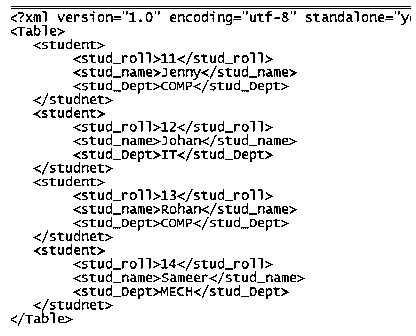 <?xml version="1.0" encoding="utf-8" standalone="ye
<Table>
<student>
<stud_roll>11</stud_roll>
<stud_name>Jenny</stud_name>
<stud_Dept>COMP</stud_Dept>
</studnet>
<student>
<stud_roll>12</stud_roll>
<stud_name>Johan</stud_name>
<stud_Dept>IT</stud_Dept>
</studnet>
<student>
<stud_roll>13</stud_roll>
<stud_name>Rohan</stud_name>
<stud_Dept>COMP</stud_Dept>
</studnet>
<student>
<stud_roll>14</stud_roll>
<stud_name>Sameer</stud_name>
<stud_Dept>MECH</stud_Dept>
</studnet>
</Table>